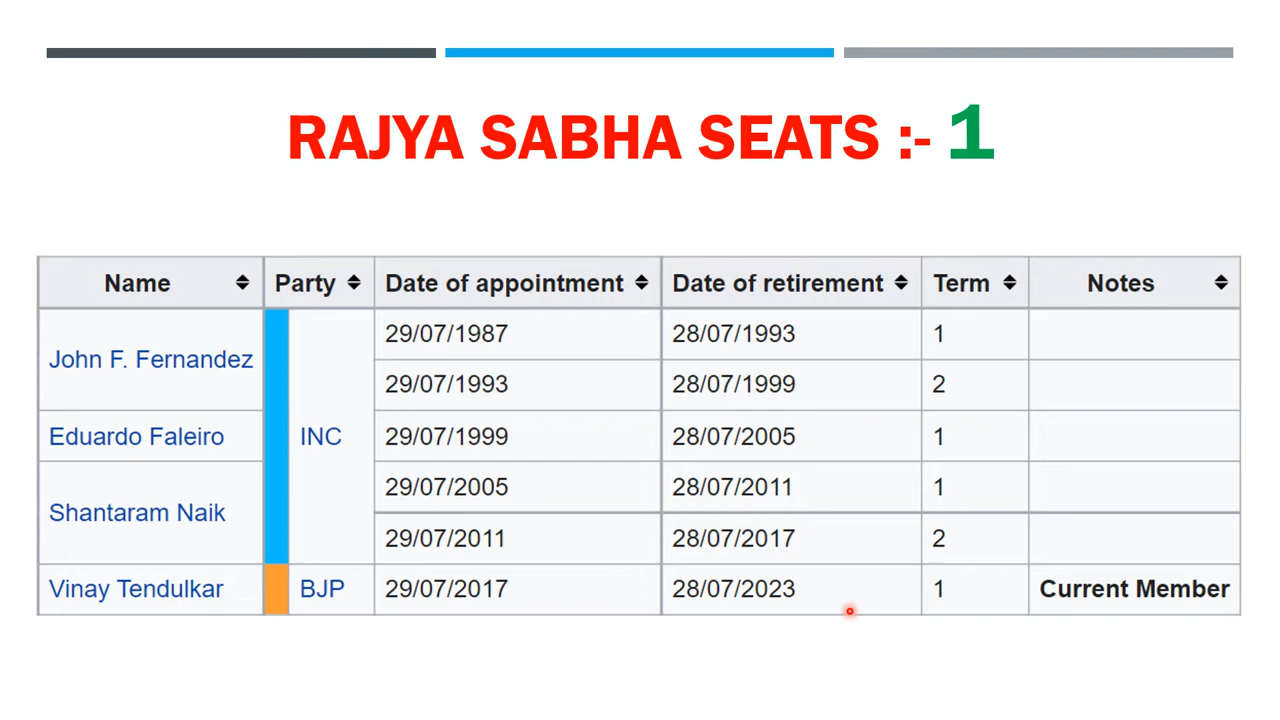 RAJYA SABHA SEATS :- 1
Name Party Date of appointment Date of retirement Term Notes
John F. Fernandez INC 29/07/1987 28/07/1993 1
29/07/1993 28/07/1999 2
Eduardo Faleiro 29/07/1999 28/07/2005 1
Shantaram Naik 29/07/2005 28/07/2011 1
29/07/2011 28/07/2017 2
Vinay Tendulkar BJP 29/07/2017 28/07/2023 1 Current Member